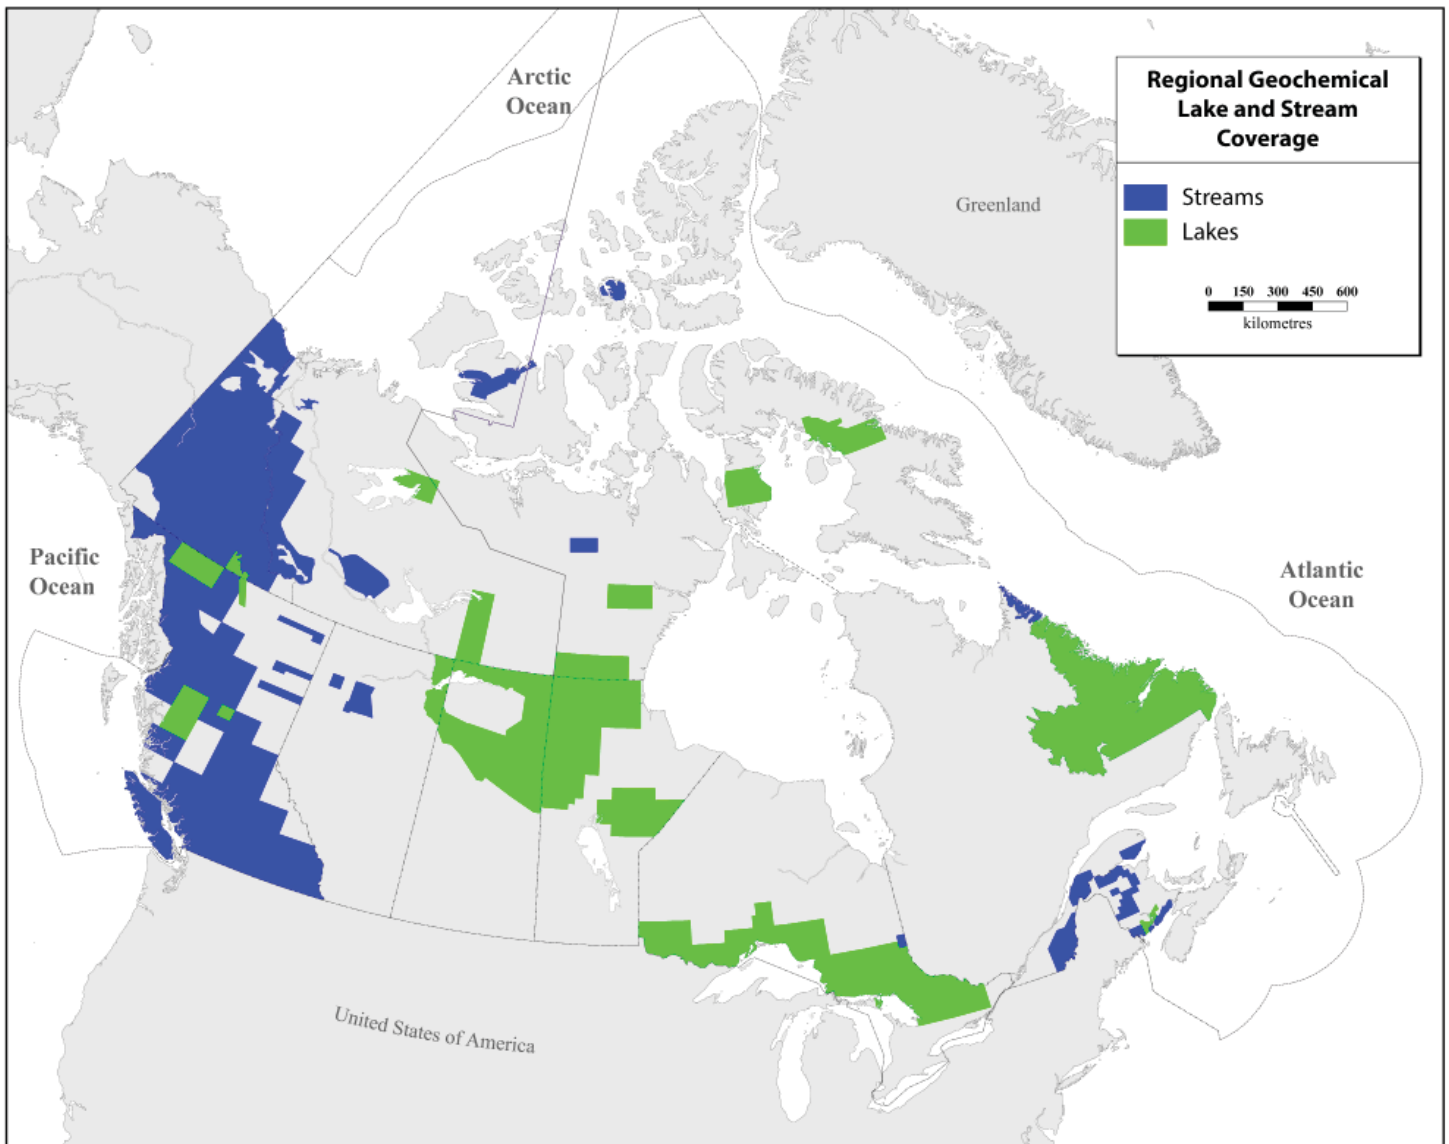 Arctic
Ocean
Regional Geochemical
Lake and Stream
Coverage
Streams
Lakes
0 150 300 450 600
kilometres
Greenland
Pacific
Ocean
Atlantic
Ocean
United States of America